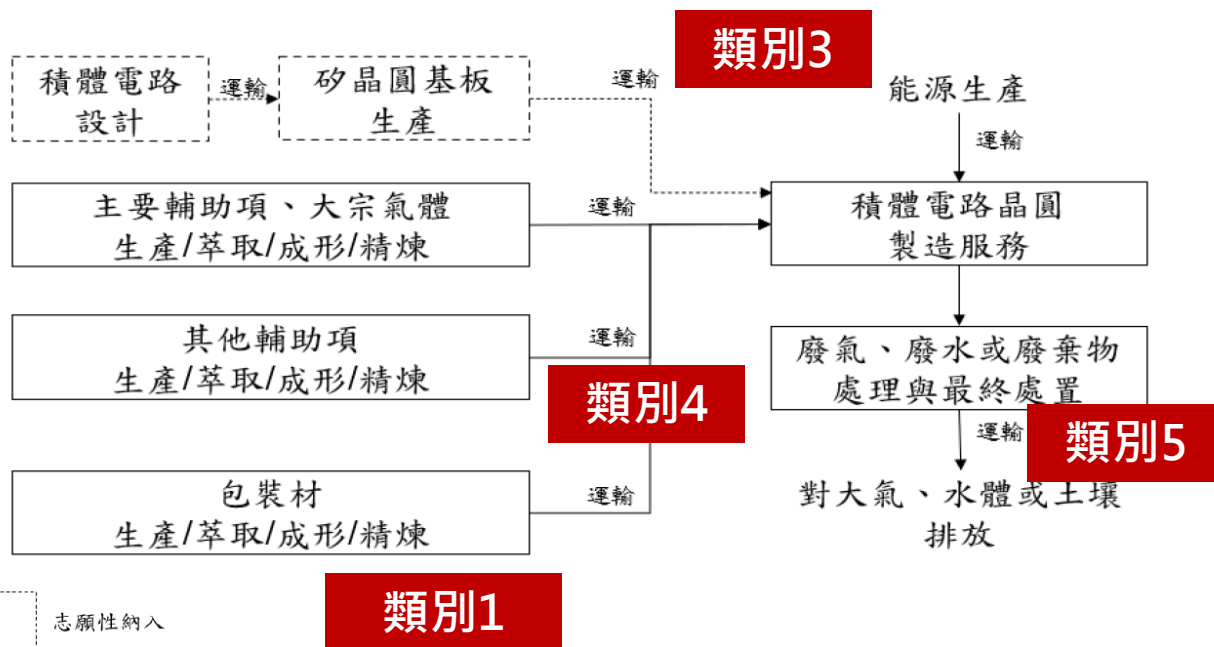 類別3
積體電路
設計
運輸
矽晶圓基板
生產
運輸
能源生產
運輸
主要輔助項、大宗氣體
生產/萃取/成形/精煉
運輸
積體電路晶圓
製造服務
其他輔助項
生產/萃取/成形/精煉
運輸
廢氣、廢水或廢棄物
處理與最終處置
類別4
運輸
類別5
包裝材
生產/萃取/成形/精煉
運輸
對大氣、水體或土壤
排放
類別1
志願性納入